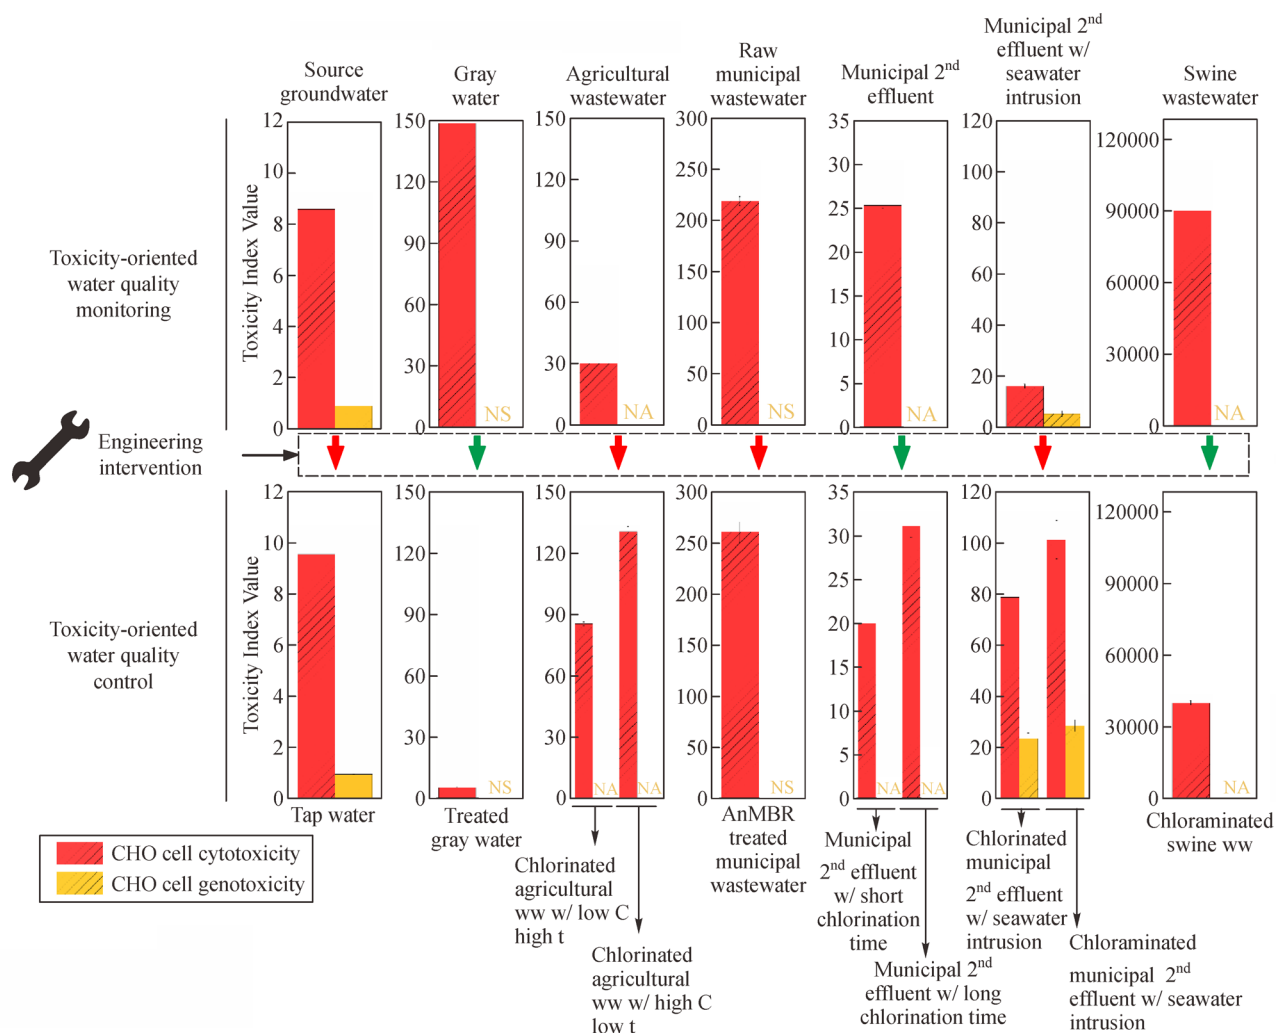 Source
groundwater
Gray
water
Agricultural
wastewater
Raw
municipal
wastewater
Municipal 2nd
effluent
Municipal 2nd
effluent w/
seawater
intrusion
Swine
wastewater
Toxicity-oriented
water quality
monitoring
Toxicity Index Value
12
10
8
6
4
2
0
150
120
90
60
30
0
NS
150
120
90
60
30
0
NA
300
250
200
150
100
50
0
NS
35
30
25
20
15
10
5
0
NA
120
100
80
60
40
20
0
120000
90000
60000
30000
0
NA
Engineering
intervention
Toxicity-oriented
water quality
control
Toxicity Index Value
12
10
8
6
4
2
0
150
120
90
60
30
0
NS
150
120
90
60
30
0
NA
NA
300
250
200
150
100
50
0
NS
35
30
25
20
15
10
5
0
NA
NA
120
100
80
60
40
20
0
120000
90000
60000
30000
0
NA
Tap water
Treated
gray water
Chlorinated
agricultural
ww w/ low C
high t
Chlorinated
agricultural
ww w/ high C
low t
AnMBR
treated
municipal
wastewater
Municipal
2nd effluent
w/ short
chlorination
time
Municipal 2nd
effluent w/ long
chlorination time
Chlorinated
municipal
2nd effluent
w/ seawater
intrusion
Chloraminated
municipal 2nd
effluent w/ seawater
intrusion
Chloraminated
swine ww
CHO cell cytotoxicity
CHO cell genotoxicity